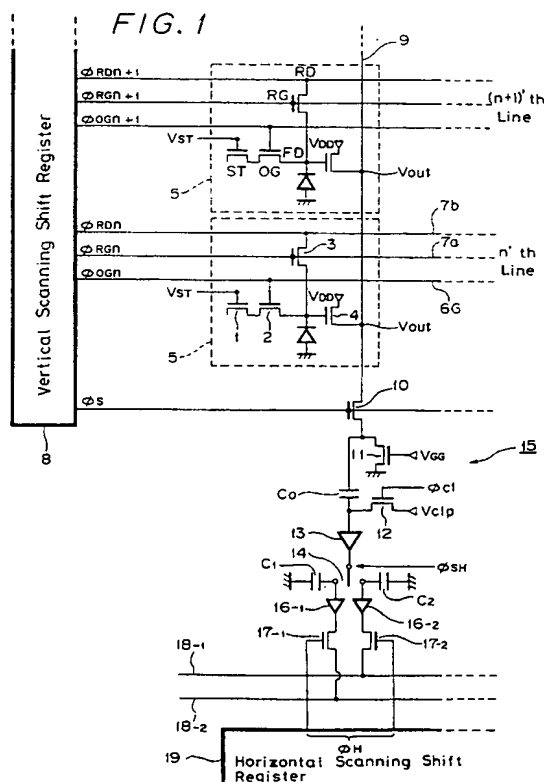 FIG. 1
9
ϕRDn+1
RD
ϕRGn+1
RG
(n+1)'th
Line
ϕOGn+1
VST
VDD
FD
ST
OG
Vout
5
7b
ϕRDn
3
7a
ϕRGn
n'th
Line
ϕOGn
6G
VST
VDD
4
1
2
Vout
5
Vertical Scanning Shift Register
10
ϕS
8
11
VGG
15
Co
ϕcl
Vclp
12
13
14
ϕSH
C1
C2
16-1
16-2
17-1
17-2
18-1
18-2
19
ϕH
Horizontal Scanning Shift
Register